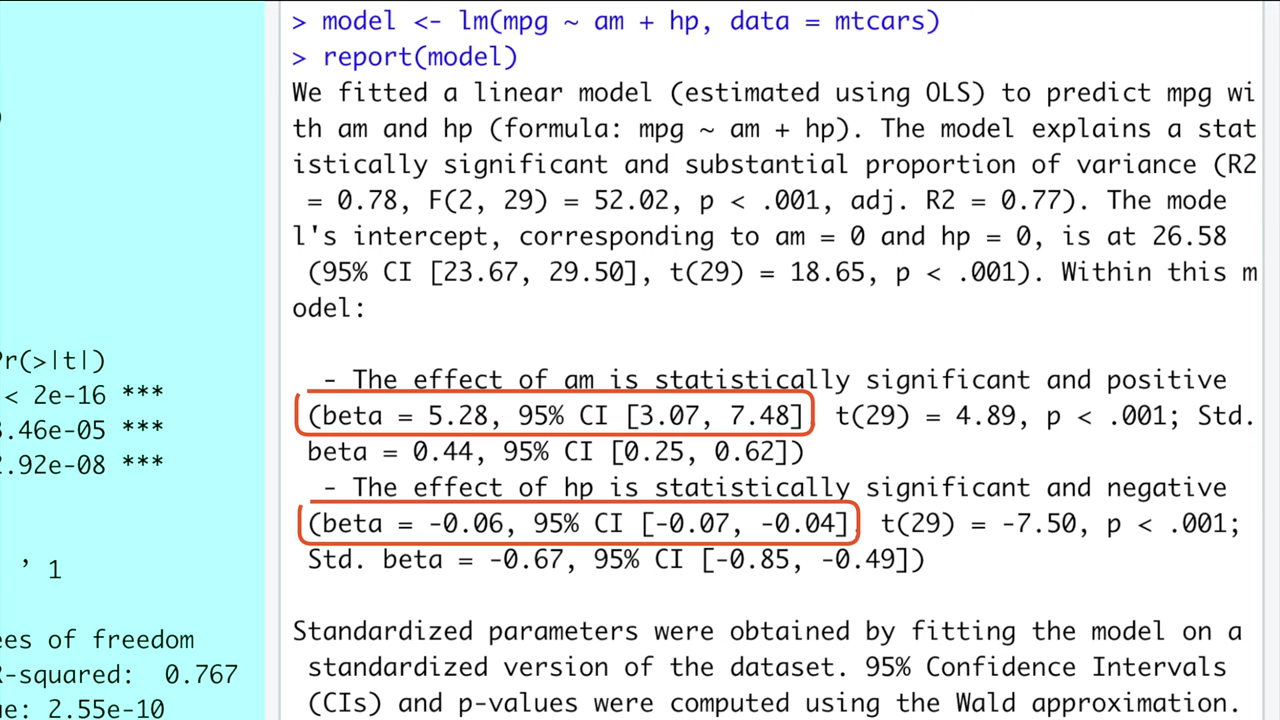 > model <- lm(mpg ~ am + hp, data = mtcars)
> report(model)
We fitted a linear model (estimated using OLS) to predict mpg wi
th am and hp (formula: mpg ~ am + hp). The model explains a stat
istically significant and substantial proportion of variance (R2
= 0.78, F(2, 29) = 52.02, p < .001, adj. R2 = 0.77). The mode
l's intercept, corresponding to am = 0 and hp = 0, is at 26.58
(95% CI [23.67, 29.50], t(29) = 18.65, p < .001). Within this m
odel:
- The effect of am is statistically significant and positive
(beta = 5.28, 95% CI [3.07, 7.48] t(29) = 4.89, p < .001; Std.
beta = 0.44, 95% CI [0.25, 0.62])
- The effect of hp is statistically significant and negative
(beta = -0.06, 95% CI [-0.07, -0.04] t(29) = -7.50, p < .001;
Std. beta = -0.67, 95% CI [-0.85, -0.49])
Standardized parameters were obtained by fitting the model on a
standardized version of the dataset. 95% Confidence Intervals
(CIs) and p-values were computed using the Wald approximation.
r(>|t|)
< 2e-16 ***
.46e-05 ***
.92e-08 ***
’ 1
ees of freedom
-squared: 0.767
ue: 2.55e-10